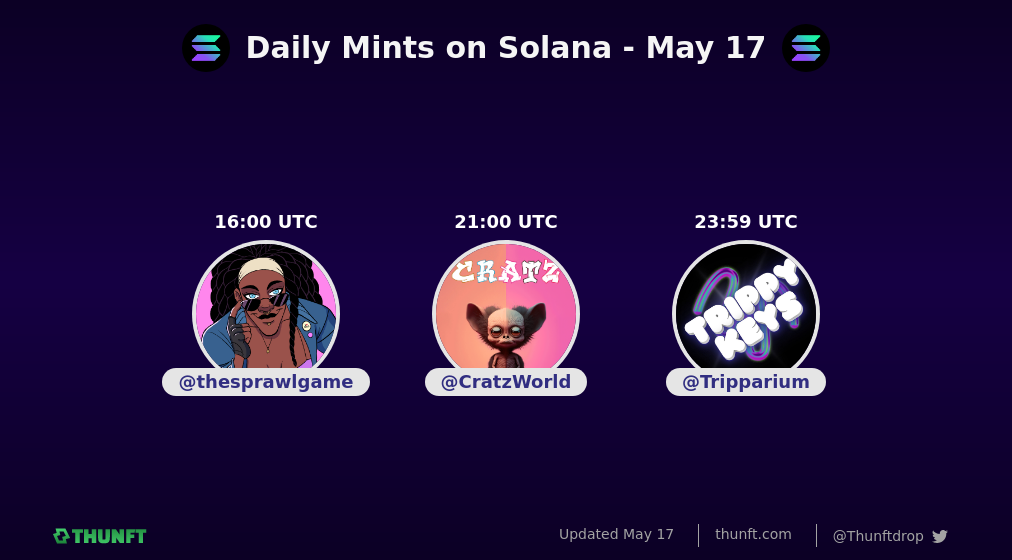 Daily Mints on Solana - May 17
16:00 UTC
21:00 UTC
23:59 UTC
CRATZ
TRIPPY
KEYS
@thesprawlgame
@CratzWorld
@Tripparium
THUNFT
Updated May 17
thunft.com
@Thunftdrop